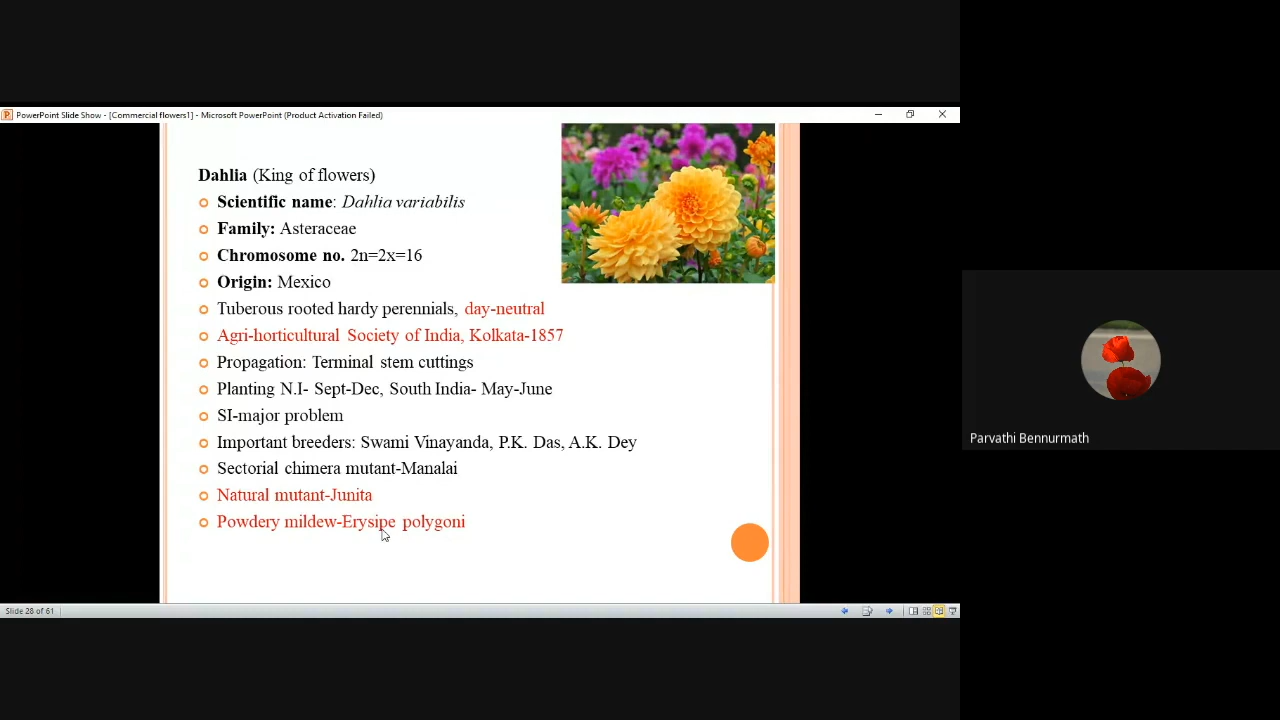 PowerPoint Slide Show - [Commercial flowers1] - Microsoft PowerPoint (Product Activation Failed)
Dahlia (King of flowers)
Scientific name: Dahlia variabilis
Family: Asteraceae
Chromosome no. 2n=2x=16
Origin: Mexico
Tuberous rooted hardy perennials, day-neutral
Agri-horticultural Society of India, Kolkata-1857
Propagation: Terminal stem cuttings
Planting N.I- Sept-Dec, South India- May-June
SI-major problem
Important breeders: Swami Vinayanda, P.K. Das, A.K. Dey
Sectorial chimera mutant-Manalai
Natural mutant-Junita
Powdery mildew-Erysipe polygoni
Parvathi Bennurmath
Slide 28 of 61